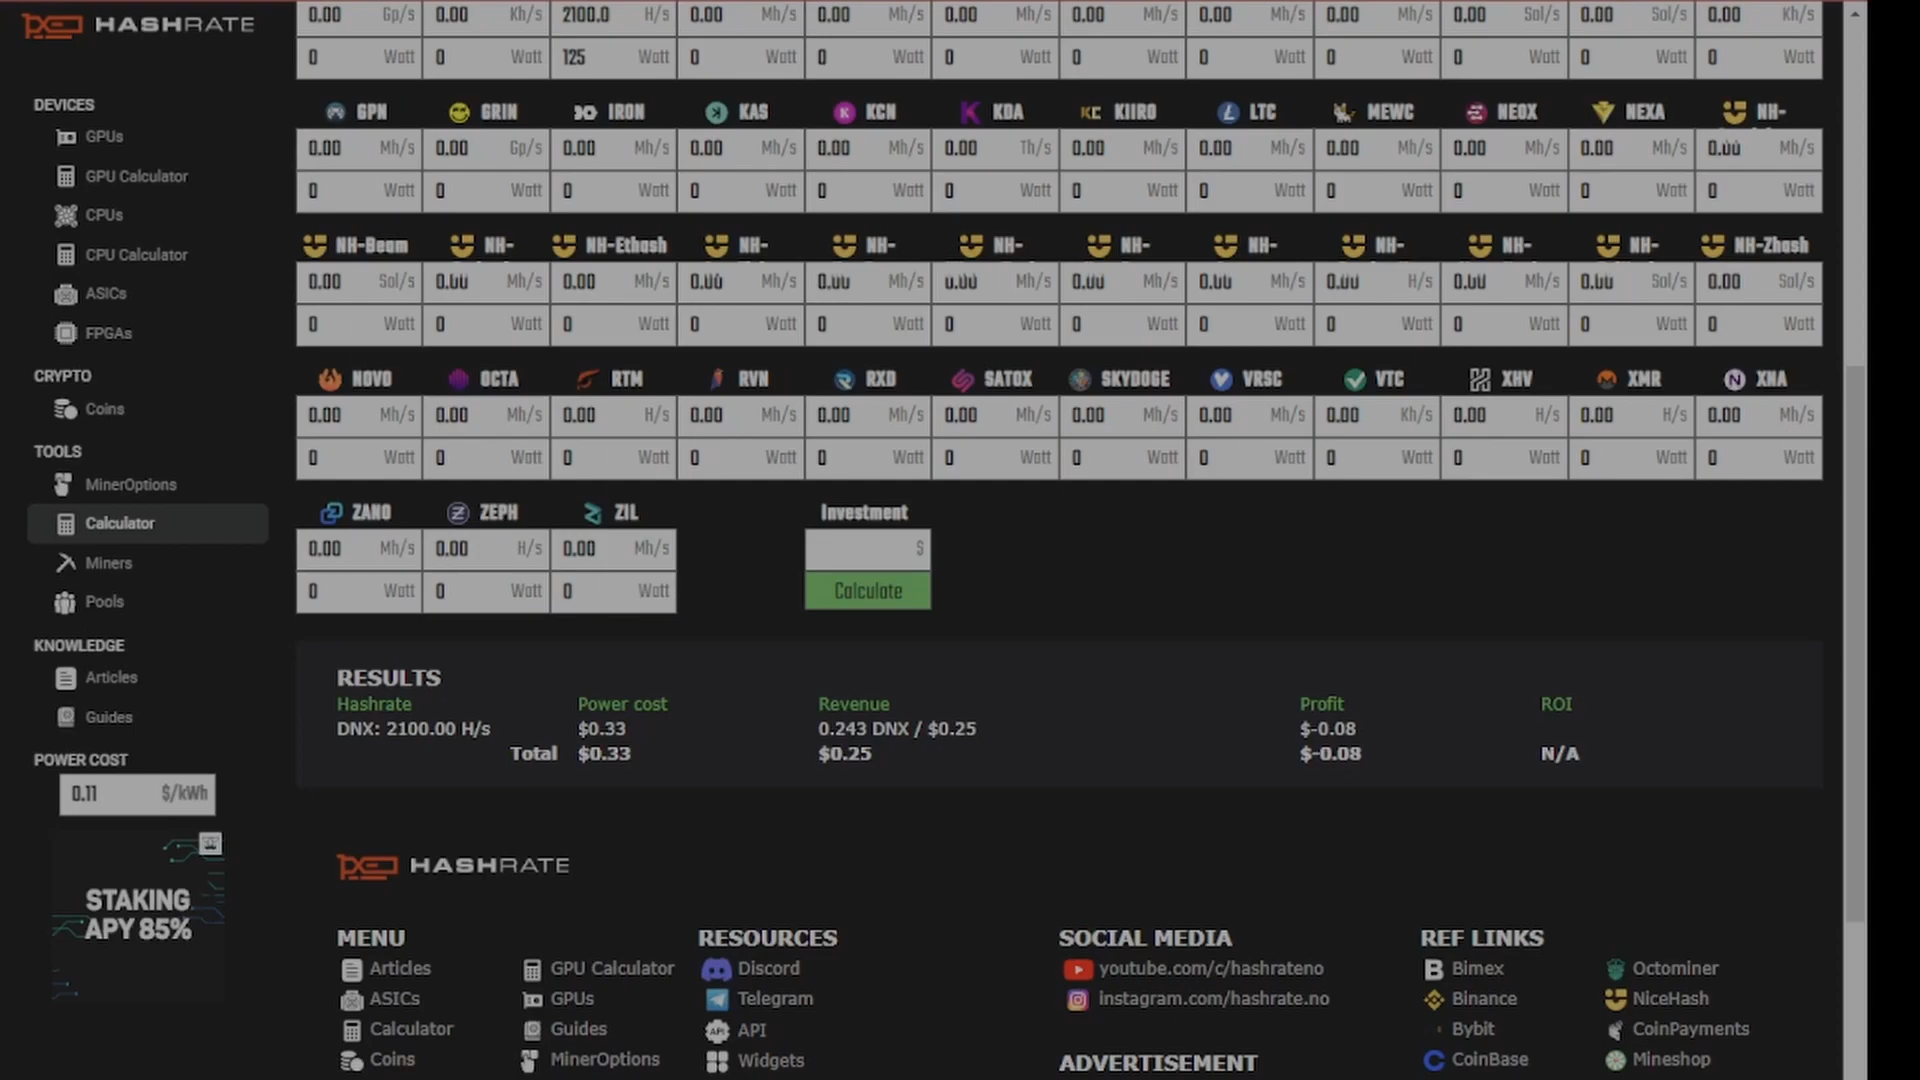 HASHRATE
DEVICES
GPUs
GPU Calculator
CPUs
CPU Calculator
ASICs
FPGAs
CRYPTO
Coins
TOOLS
MinerOptions
Calculator
Miners
Pools
KNOWLEDGE
Articles
Guides
POWER COST
0.11 $/kWh
STAKING
APY 85%
0.00 Gp/s 0.00 Kh/s 2100.0 H/s 0.00 Mh/s 0.00 Mh/s 0.00 Mh/s 0.00 Mh/s 0.00 Mh/s 0.00 Mh/s 0.00 Sol/s 0.00 Sol/s 0.00 Kh/s
0 Watt 0 Watt 125 Watt 0 Watt 0 Watt 0 Watt 0 Watt 0 Watt 0 Watt 0 Watt 0 Watt 0 Watt
GPN GRIN IRON KAS KCN KDA KIIRO LTC MEWC NEOX NEXA NH-
0.00 Mh/s 0.00 Gp/s 0.00 Mh/s 0.00 Mh/s 0.00 Mh/s 0.00 Th/s 0.00 Mh/s 0.00 Mh/s 0.00 Mh/s 0.00 Mh/s 0.00 Mh/s 0.00 Mh/s
0 Watt 0 Watt 0 Watt 0 Watt 0 Watt 0 Watt 0 Watt 0 Watt 0 Watt 0 Watt 0 Watt 0 Watt
NH-Beam NH- NH-Ethash NH- NH- NH- NH- NH- NH- NH- NH- NH-Zhash
0.00 Sol/s 0.00 Mh/s 0.00 Mh/s 0.00 Mh/s 0.00 Mh/s 0.00 Mh/s 0.00 Mh/s 0.00 Mh/s 0.00 H/s 0.00 Mh/s 0.00 Sol/s 0.00 Sol/s
0 Watt 0 Watt 0 Watt 0 Watt 0 Watt 0 Watt 0 Watt 0 Watt 0 Watt 0 Watt 0 Watt 0 Watt
NOVO OCTA RTM RVN RXD SATOX SKYDOGE VRSC VTC XHV XMR XNA
0.00 Mh/s 0.00 Mh/s 0.00 H/s 0.00 Mh/s 0.00 Mh/s 0.00 Mh/s 0.00 Mh/s 0.00 Mh/s 0.00 Kh/s 0.00 H/s 0.00 H/s 0.00 Mh/s
0 Watt 0 Watt 0 Watt 0 Watt 0 Watt 0 Watt 0 Watt 0 Watt 0 Watt 0 Watt 0 Watt 0 Watt
ZANO ZEPH ZIL Investment
0.00 Mh/s 0.00 H/s 0.00 Mh/s $
0 Watt 0 Watt 0 Watt Calculate
RESULTS
Hashrate Power cost Revenue Profit ROI
DNX: 2100.00 H/s $0.33 0.243 DNX / $0.25 $-0.08
Total $0.33 $0.25 $-0.08 N/A
HASHRATE
MENU
Articles GPU Calculator
ASICs GPUs
Calculator Guides
Coins MinerOptions
RESOURCES
Discord
Telegram
API
Widgets
SOCIAL MEDIA
youtube.com/c/hashrateno
instagram.com/hashrate.no
ADVERTISEMENT
REF LINKS
Bimex Octominer
Binance NiceHash
Bybit CoinPayments
CoinBase Mineshop